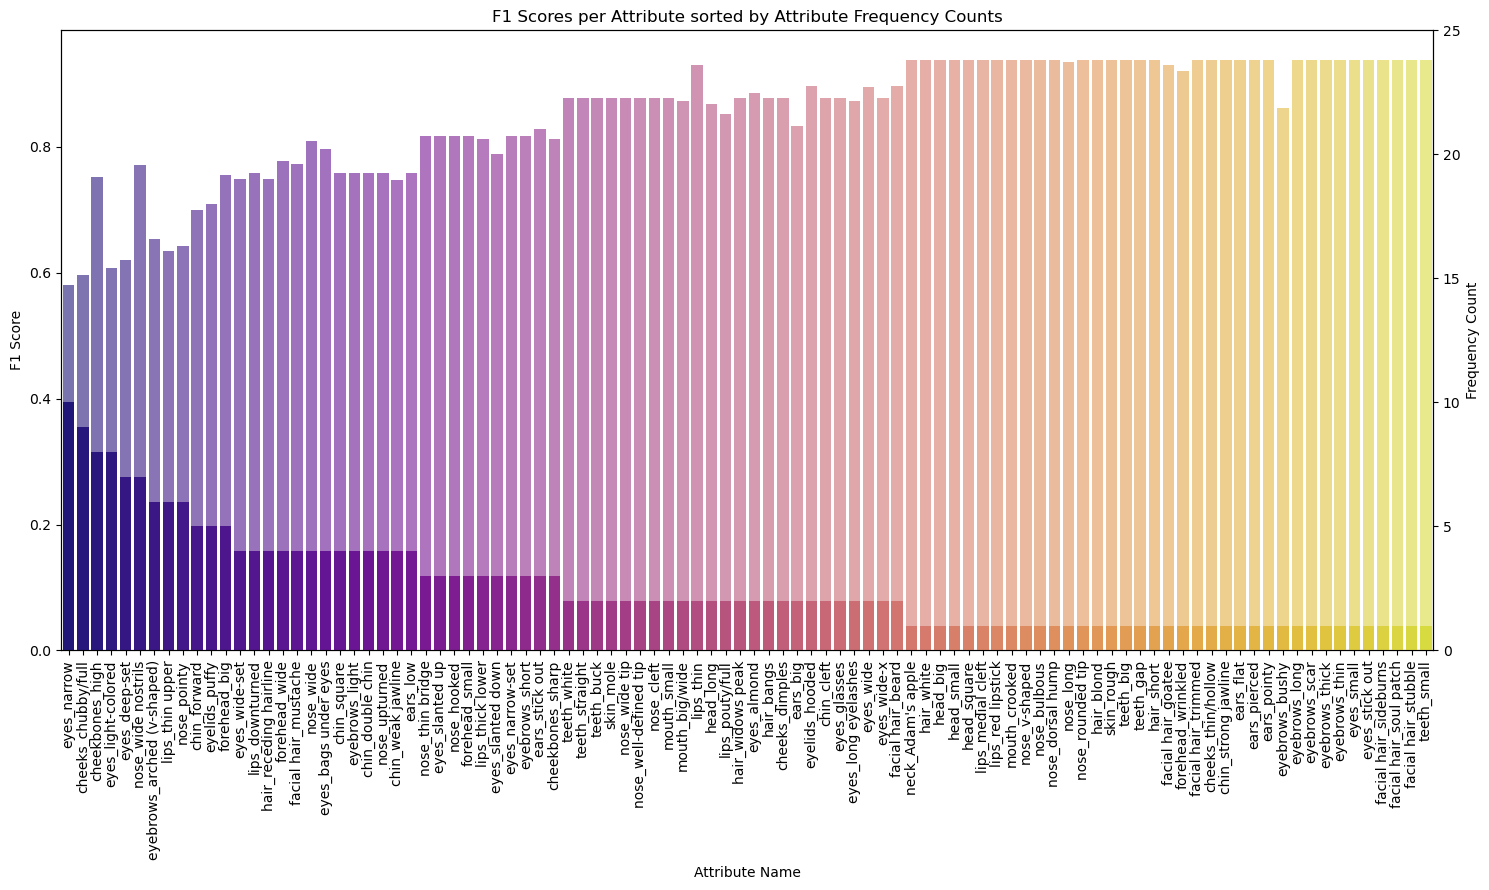 F1 Scores per Attribute sorted by Attribute Frequency Counts
F1 Score
0.0
0.2
0.4
0.6
0.8
Frequency Count
0
5
10
15
20
25
eyes_narrow
cheeks_chubby/full
cheekbones_high
eyes_light-colored
eyes_deep-set
nose_wide nostrils
eyebrows_arched (v-shaped)
lips_thin upper
nose_pointy
chin_forward
eyelids_puffy
forehead_big
eyes_wide-set
lips_downturned
hair_receding hairline
forehead_wide
facial hair_mustache
nose_wide
eyes_bags under eyes
chin_square
eyebrows_light
chin_double chin
nose_upturned
chin_weak jawline
ears_low
nose_thin bridge
eyes_slanted up
nose_hooked
forehead_small
lips_thick lower
eyes_slanted down
eyes_narrow-set
eyebrows_short
ears_stick out
cheekbones_sharp
teeth_white
teeth_straight
teeth_buck
skin_mole
nose_wide tip
nose_well-defined tip
nose_cleft
mouth_small
mouth_big/wide
lips_thin
head_long
lips_pouty/full
hair_widows peak
eyes_almond
hair_bangs
cheeks_dimples
ears_big
eyelids_hooded
chin_cleft
eyes_glasses
eyes_long eyelashes
eyes_wide
eyes_wide-x
facial hair_beard
neck_Adam's apple
hair_white
head_big
head_small
head_square
lips_medial cleft
lips_red lipstick
mouth_crooked
nose_v-shaped
nose_bulbous
nose_dorsal hump
nose_long
nose_rounded tip
hair_blond
skin_rough
teeth_big
teeth_gap
hair_short
facial hair_goatee
forehead_wrinkled
facial hair_trimmed
cheeks_thin/hollow
chin_strong jawline
ears_flat
ears_pierced
ears_pointy
eyebrows_bushy
eyebrows_long
eyebrows_scar
eyebrows_thick
eyebrows_thin
eyes_small
eyes_stick out
facial hair_sideburns
facial hair_soul patch
facial hair_stubble
teeth_small
Attribute Name